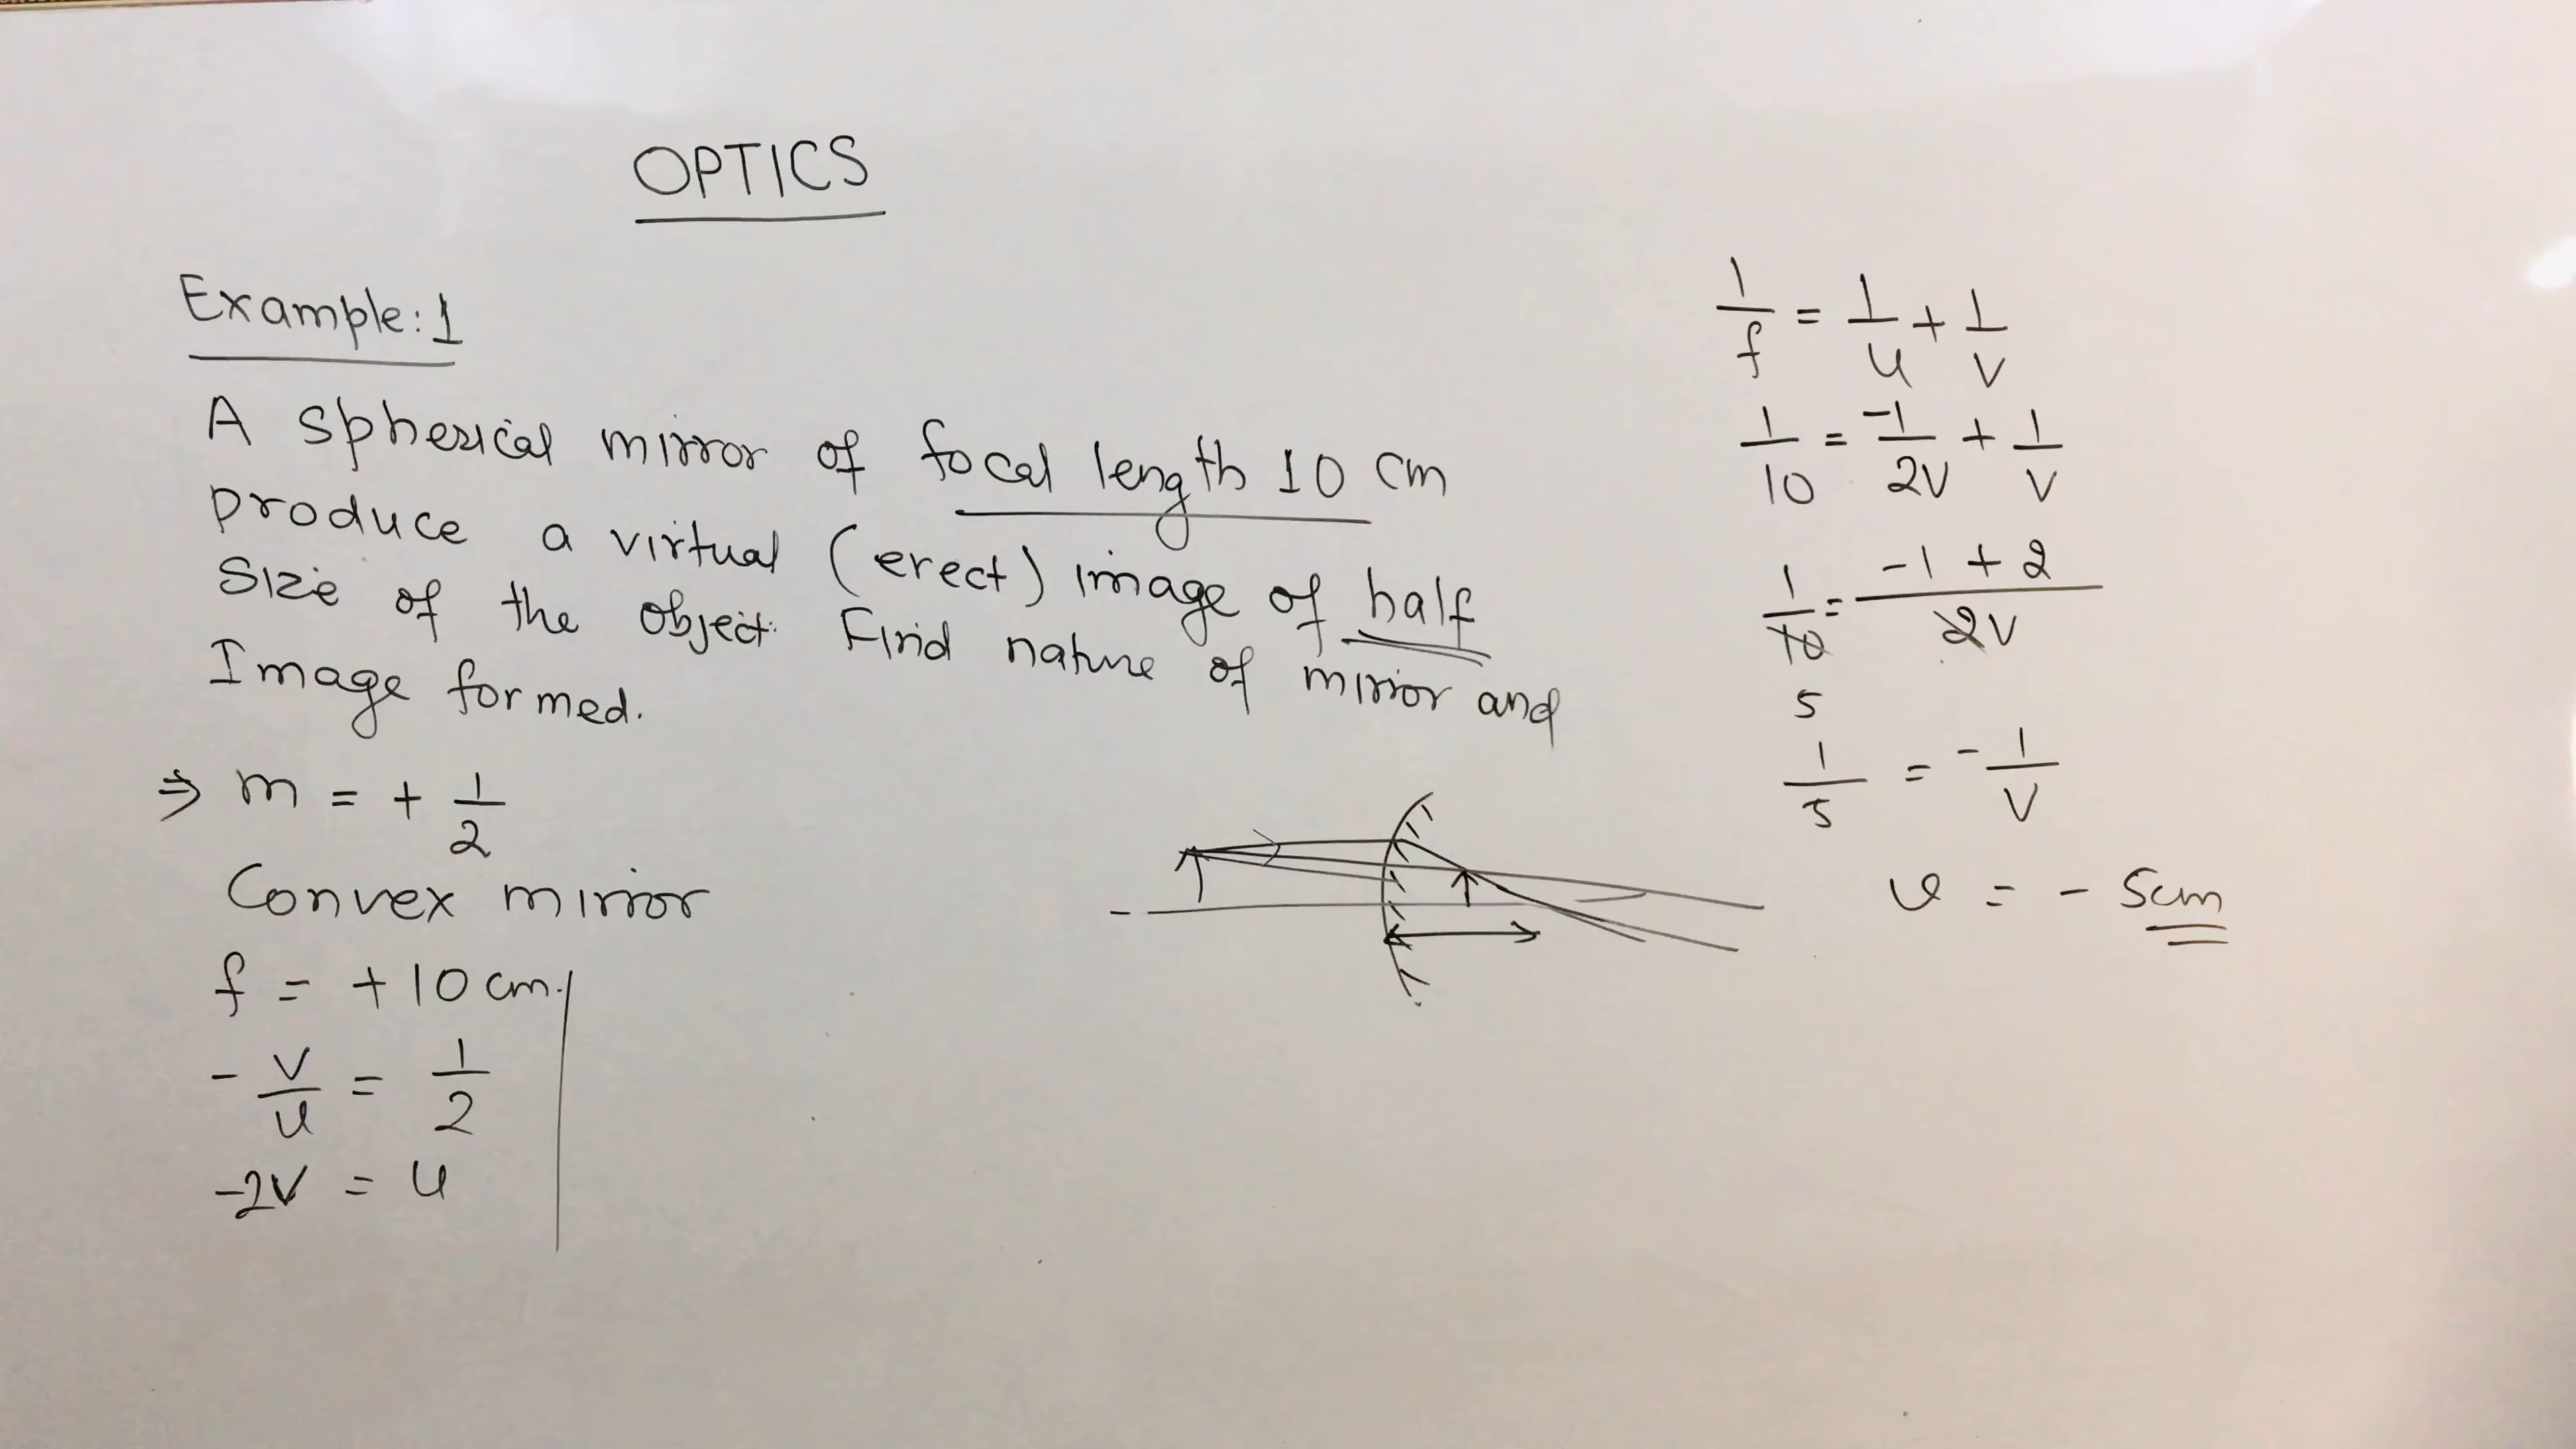 OPTICS
Example: 1
A spherical mirror of focal length 10 cm
produce a virtual (erect) image of half
size of the object. Find nature of mirror and
Image formed.
⇒ m = + 1/2
Convex mirror
f = +10 cm.
- v/u = 1/2
-2v = u
1/f = 1/u + 1/v
1/10 = -1/2v + 1/v
1/10 = -1 + 2 / 2v
5
1/5 = - 1/v
v = - 5cm